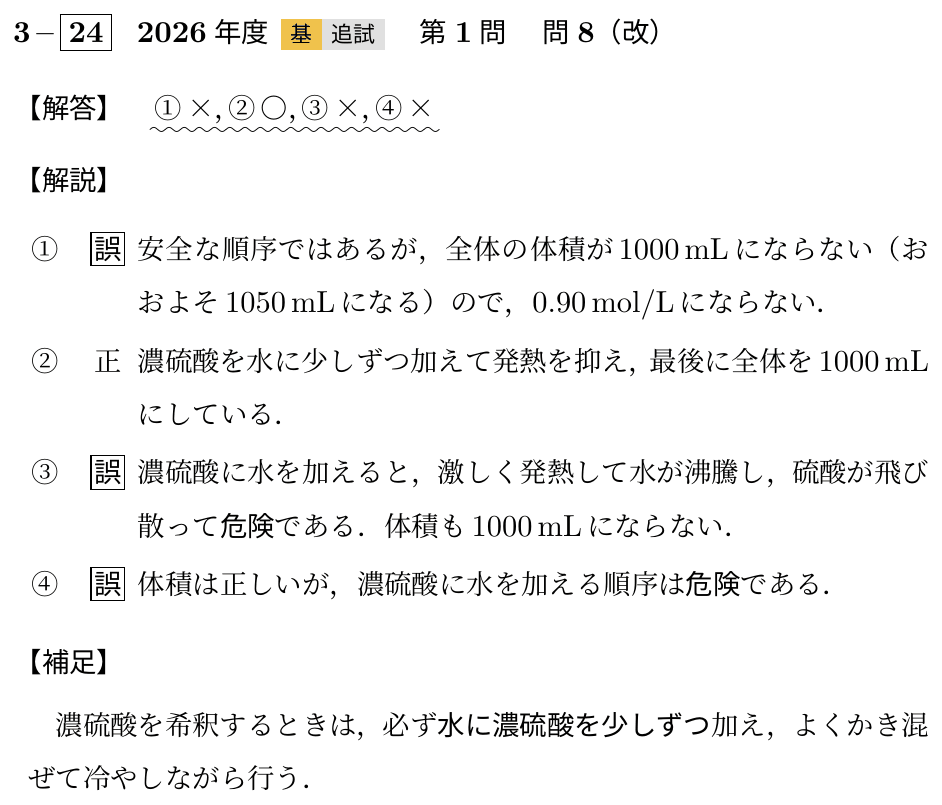 3−24 2026 年度 基 追試 第 1 問 問 8（改）
【解答】 ① ×, ② ○, ③ ×, ④ ×
【解説】
① 誤 安全な順序ではあるが，全体の体積が 1000 mL にならない（お
およそ 1050 mL になる）ので，0.90 mol/L にならない．
② 正 濃硫酸を水に少しずつ加えて発熱を抑え，最後に全体を 1000 mL
にしている．
③ 誤 濃硫酸に水を加えると，激しく発熱して水が沸騰し，硫酸が飛び
散って危険である．体積も 1000 mL にならない．
④ 誤 体積は正しいが，濃硫酸に水を加える順序は危険である．
【補足】
濃硫酸を希釈するときは，必ず水に濃硫酸を少しずつ加え，よくかき混
ぜて冷やしながら行う．